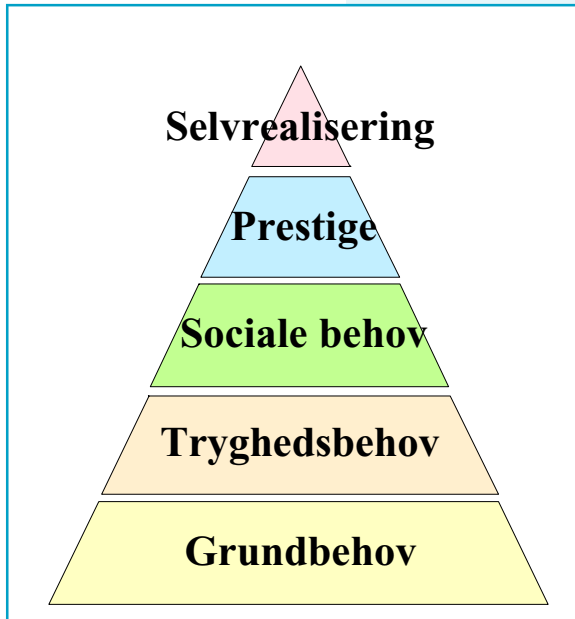 Selvrealisering
Prestige
Sociale behov
Tryghedsbehov
Grundbehov